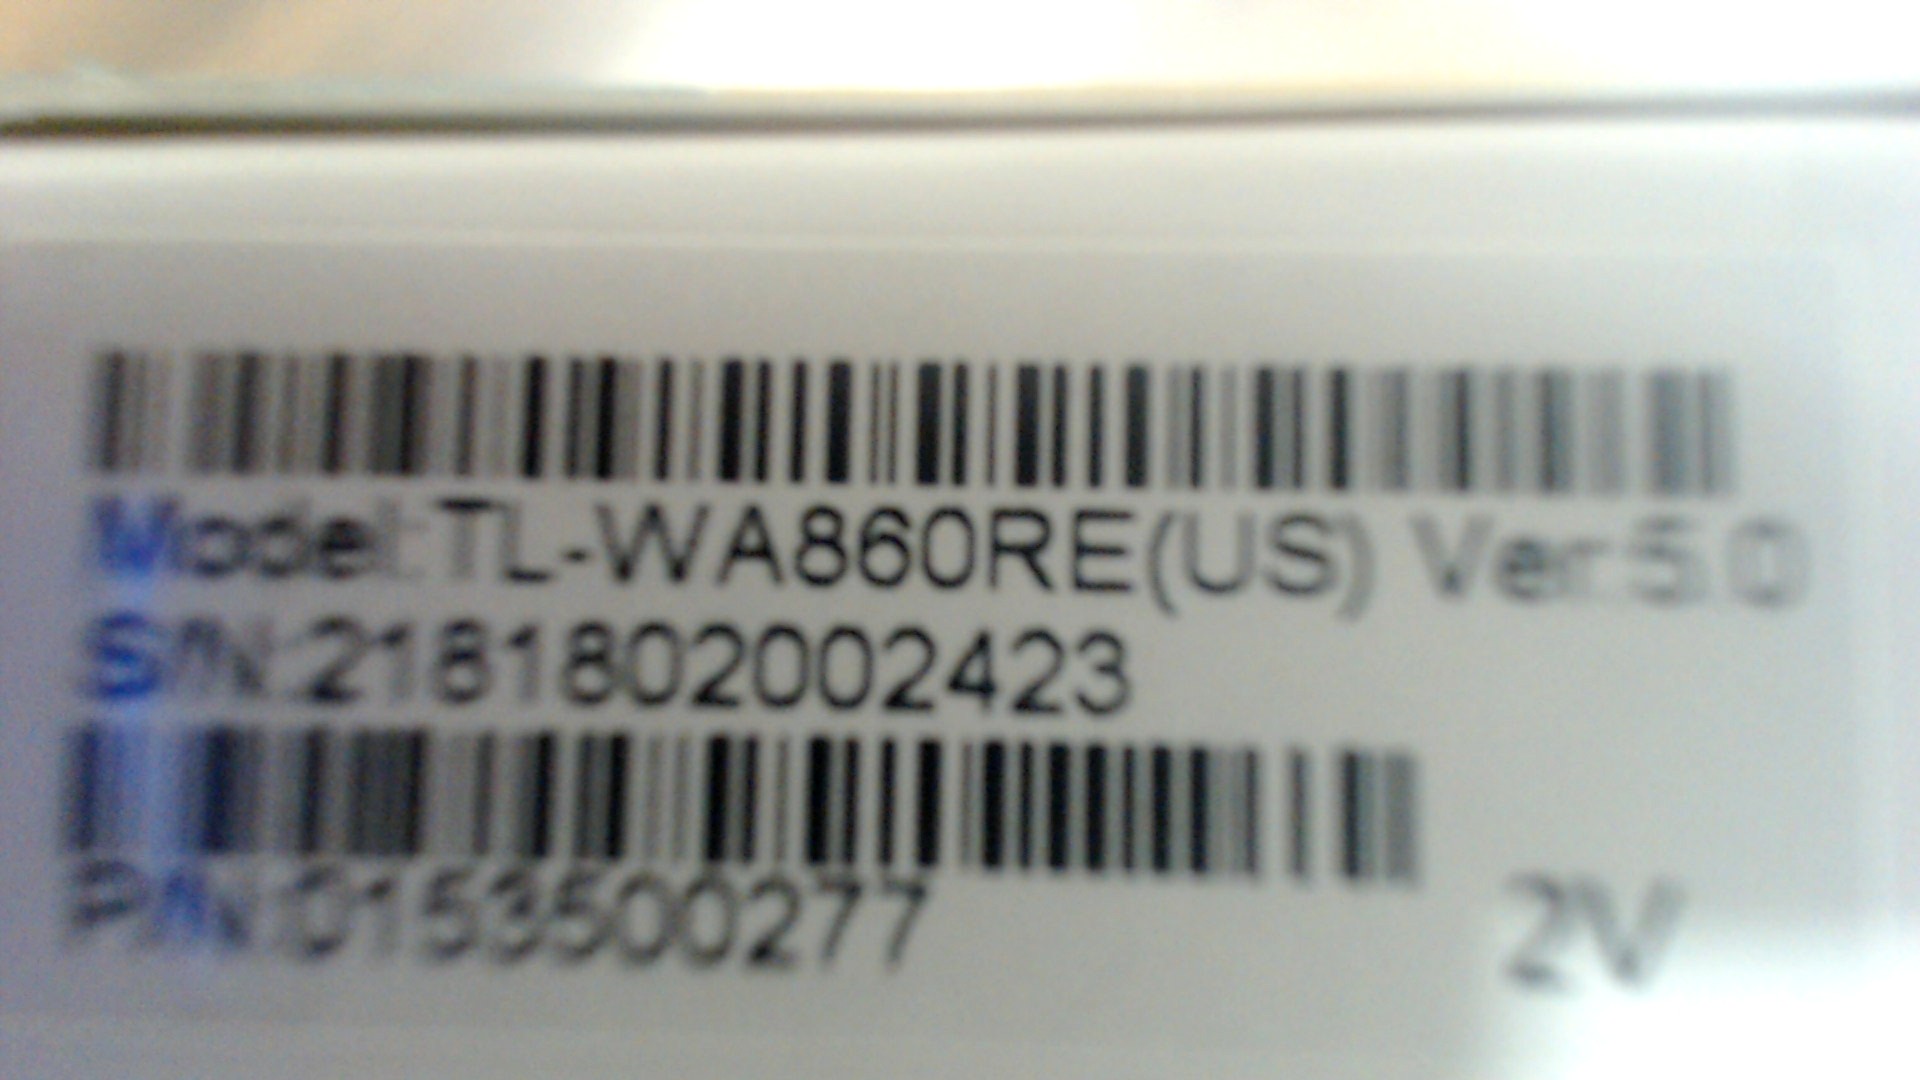 Model:TL-WA860RE(US) Ver:5.0
S/N:2181802002423
P/N:0153500277
2V